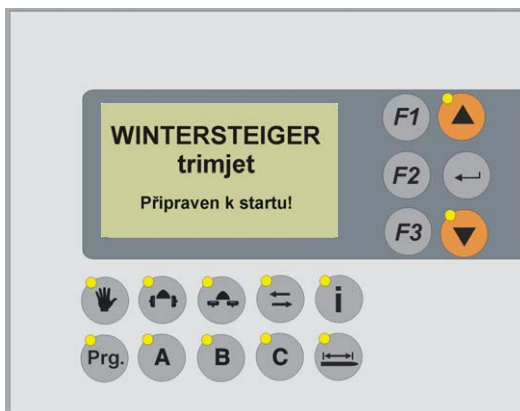 WINTERSTEIGER
trimjet
Připraven k startu!
F1
F2
F3
i
Prg. A B C